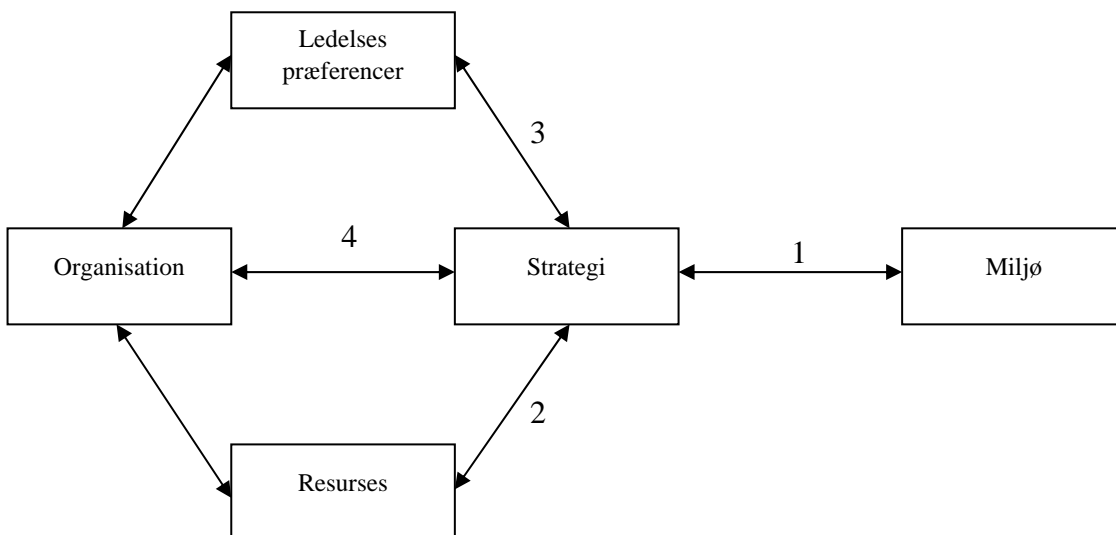 Ledelses
præferencer
3
4
1
Organisation
Strategi
Miljø
2
Resurses